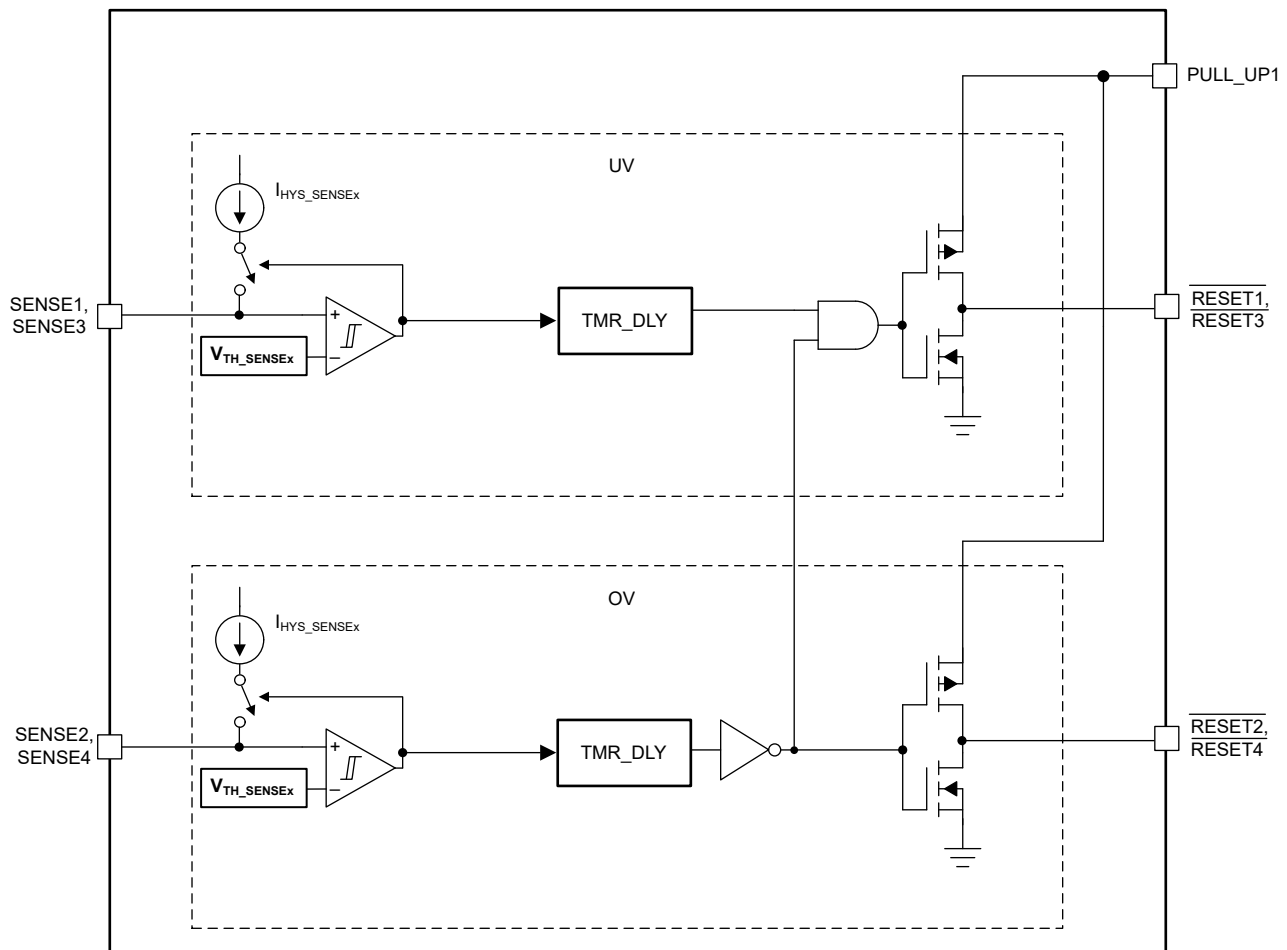 PULL_UP1
UV
I_HYS_SENSEx
SENSE1,
SENSE3
+
−
V_TH_SENSEx
TMR_DLY
RESET1,
RESET3
OV
I_HYS_SENSEx
SENSE2,
SENSE4
+
−
V_TH_SENSEx
TMR_DLY
RESET2,
RESET4